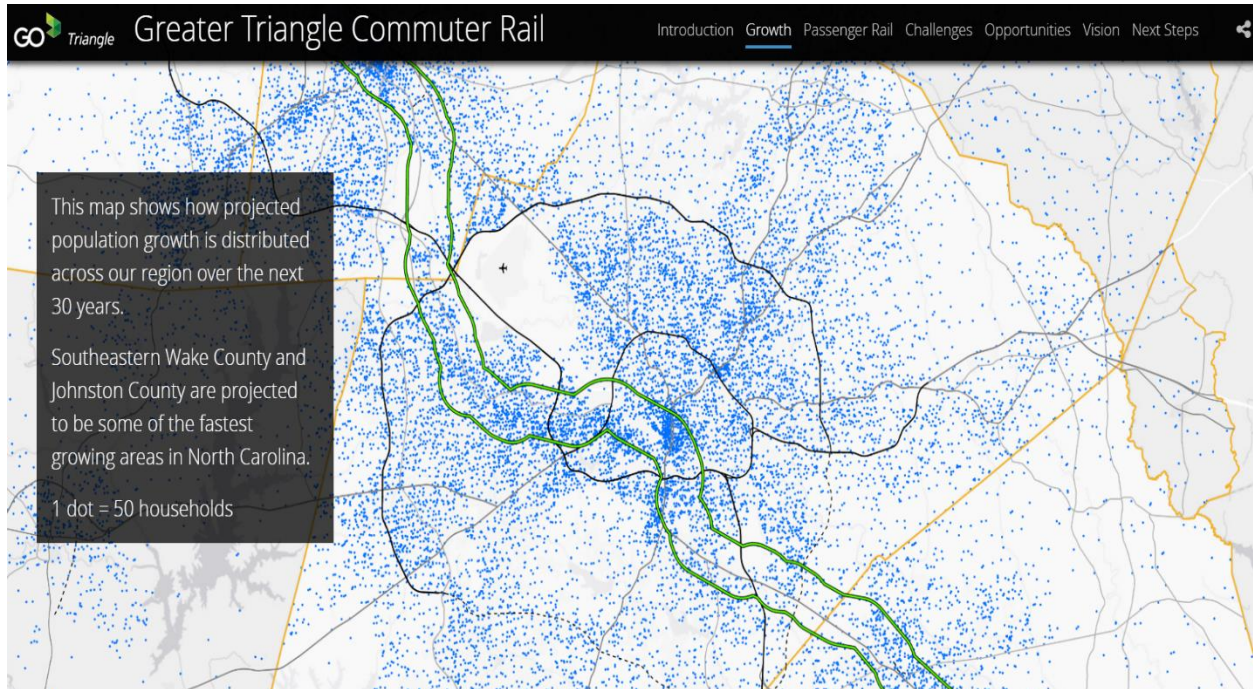 GO Triangle
Greater Triangle Commuter Rail
Introduction Growth Passenger Rail Challenges Opportunities Vision Next Steps
This map shows how projected
population growth is distributed
across our region over the next
30 years.
Southeastern Wake County and
Johnston County are projected
to be some of the fastest
growing areas in North Carolina.
1 dot = 50 households